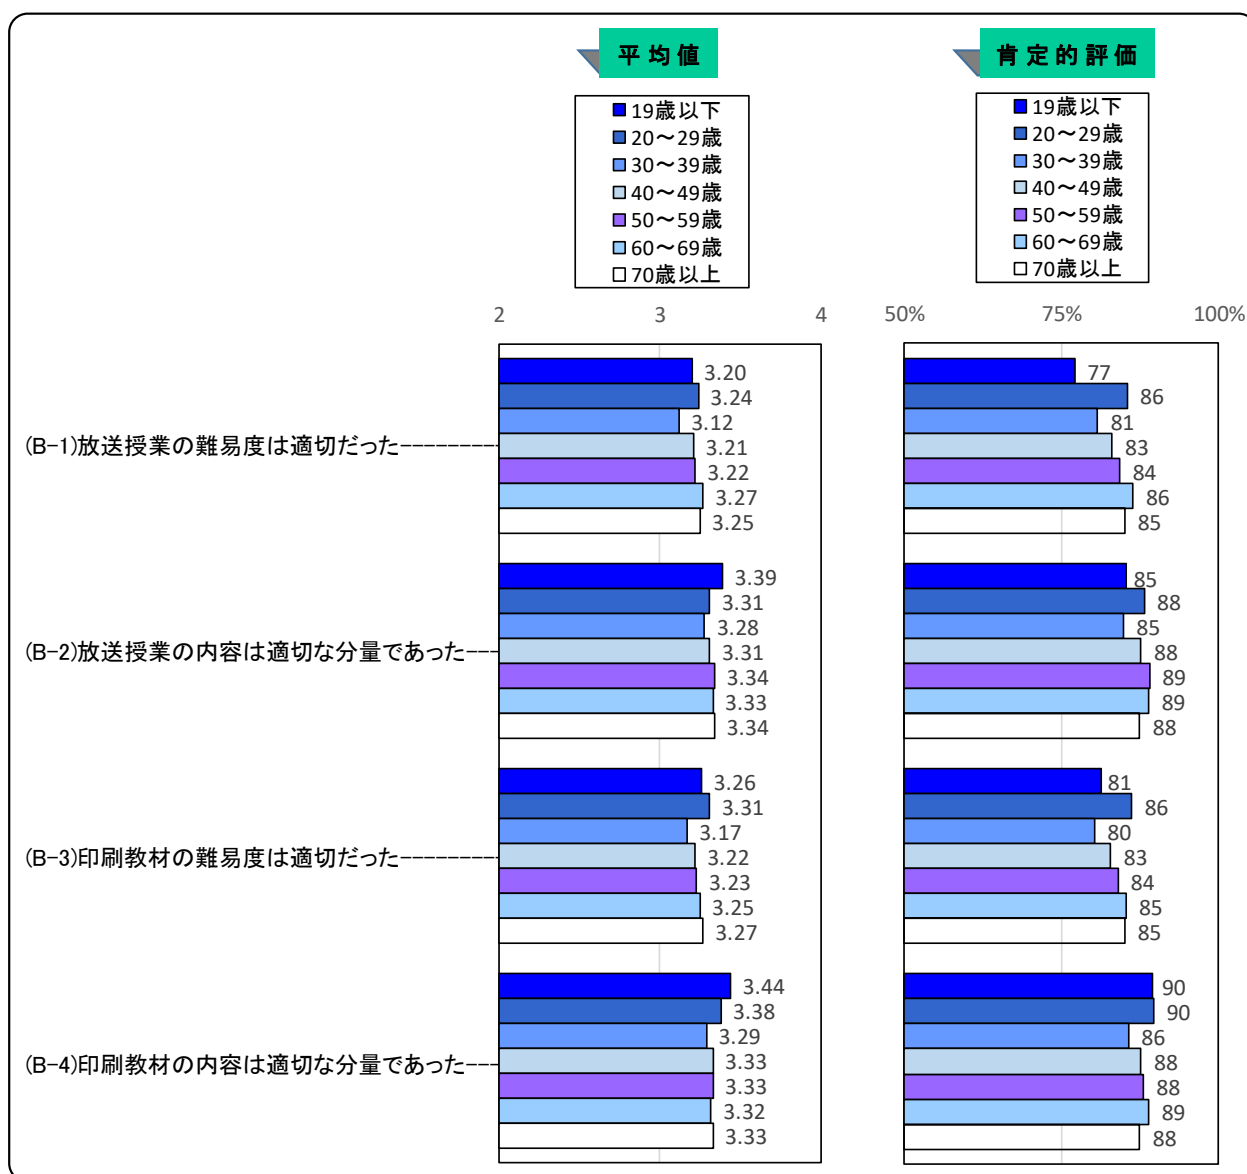 平均値
肯定的評価
19歳以下
20～29歳
30～39歳
40～49歳
50～59歳
60～69歳
70歳以上
19歳以下
20～29歳
30～39歳
40～49歳
50～59歳
60～69歳
70歳以上
2 3 4
50% 75% 100%
(B-1)放送授業の難易度は適切だった
3.20
3.24
3.12
3.21
3.22
3.27
3.25
77
86
81
83
84
86
85
(B-2)放送授業の内容は適切な分量であった
3.39
3.31
3.28
3.31
3.34
3.33
3.34
85
88
85
88
89
89
88
(B-3)印刷教材の難易度は適切だった
3.26
3.31
3.17
3.22
3.23
3.25
3.27
81
86
80
83
84
85
85
(B-4)印刷教材の内容は適切な分量であった
3.44
3.38
3.29
3.33
3.33
3.32
3.33
90
90
86
88
88
89
88